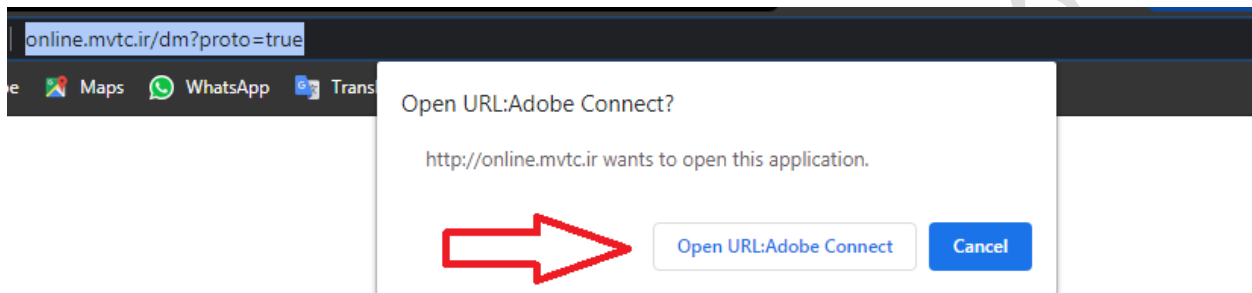 online.mvtc.ir/dm?proto=true
Maps WhatsApp
Open URL:Adobe Connect?
http://online.mvtc.ir wants to open this application.
Open URL:Adobe Connect Cancel